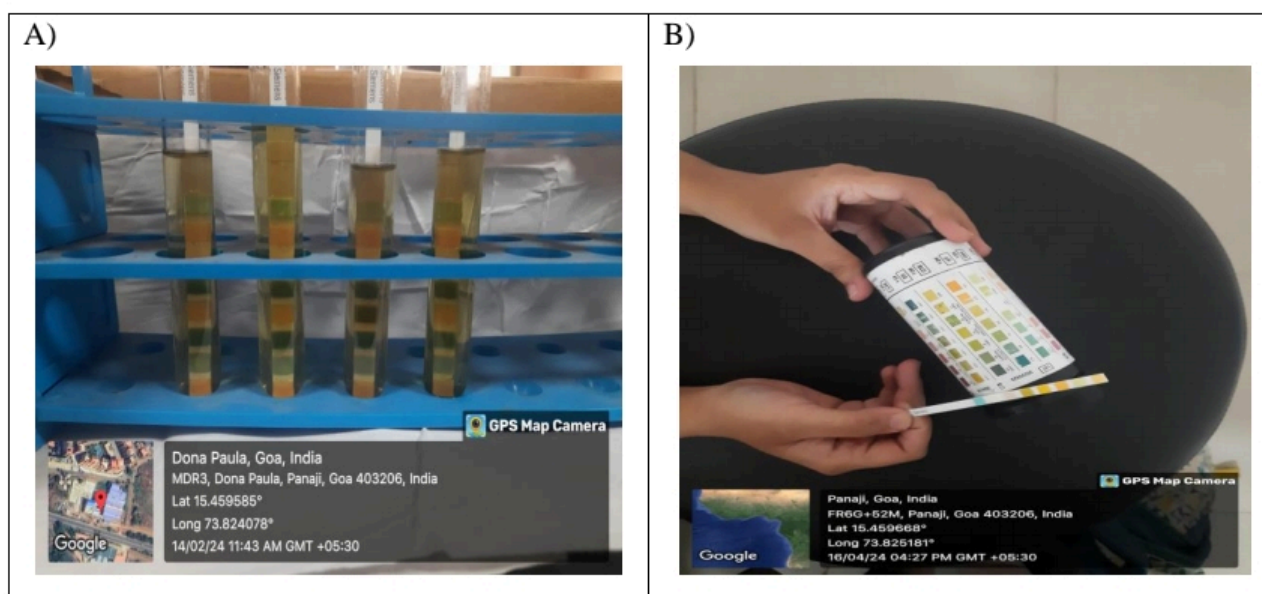 A)
B)
GPS Map Camera
Dona Paula, Goa, India
MDR3, Dona Paula, Panaji, Goa 403206, India
Lat 15.459585°
Long 73.824078°
14/02/24 11:43 AM GMT +05:30
Google
GPS Map Camera
Panaji, Goa, India
FR6G+52M, Panaji, Goa 403206, India
Lat 15.459668°
Long 73.825181°
16/04/24 04:27 PM GMT +05:30
Google